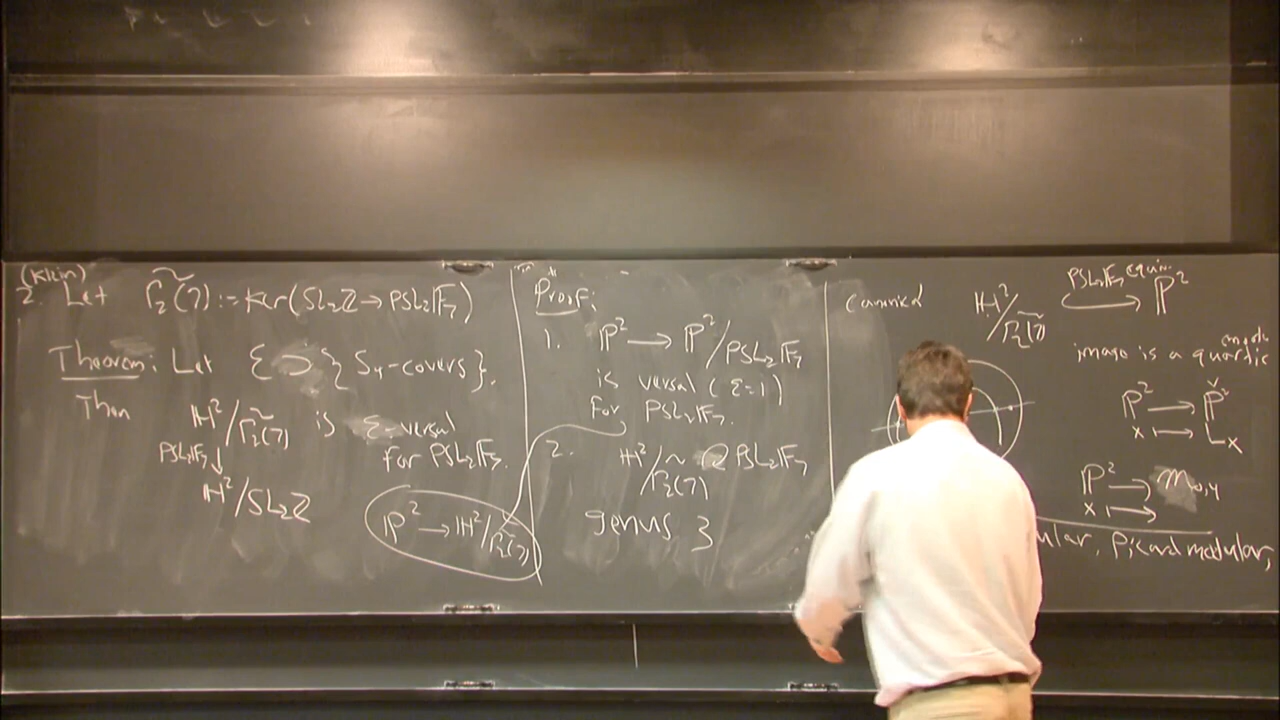 (Klein)
2. Let Γ̃₂(7) := Ker(SL₂ℤ → PSL₂𝔽₇)
Theorem: Let ℰ ⊃ {S₄-covers}.
Then ℍ²/Γ̃₂(7) is ℰ-versal
PSL₂𝔽₇ ↓ for PSL₂𝔽₇.
ℍ²/SL₂ℤ
ℙ² → ℍ²/Γ̃₂(7)
"Proof":
1. ℙ² → ℙ²/PSL₂𝔽₇
is versal (ℰ=1)
for PSL₂𝔽₇.
2. ℍ²/Γ̃₂(7) ↻ PSL₂𝔽₇
genus 3
canonical ℍ²/Γ̃₂(7) → ℙ²
PSL₂𝔽₇ equiv
image is a smooth quartic
ℙ² → ℙ̌²
x ↦ Lₓ
ℙ² → M₀,₄
x ↦
ular, Picard modular,